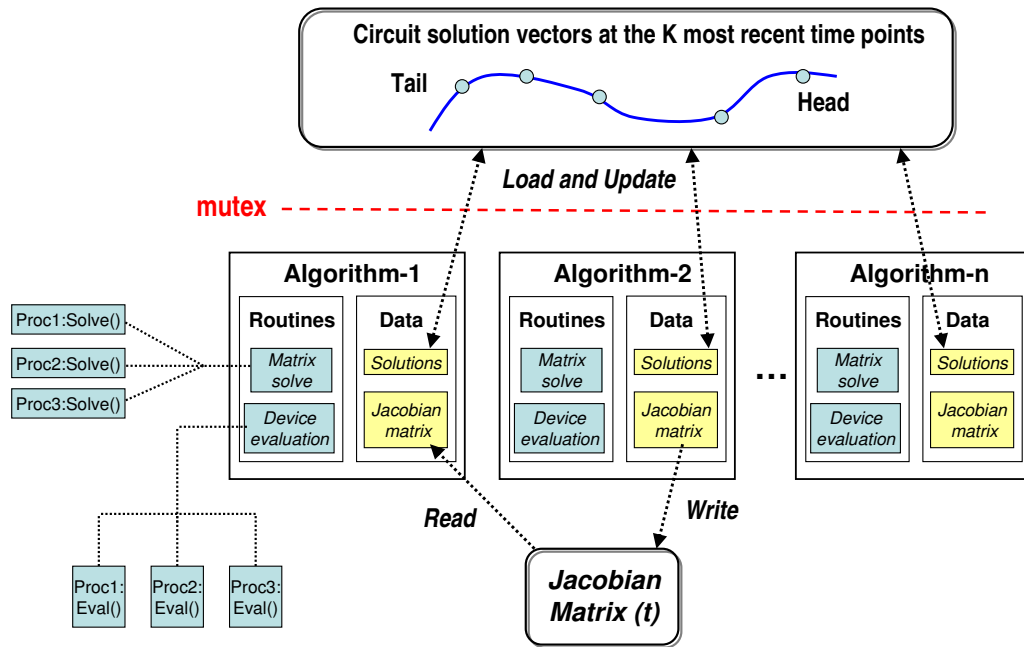 Circuit solution vectors at the K most recent time points
Tail
Head
Load and Update
mutex
Algorithm-1
Routines
Data
Matrix
solve
Solutions
Device
evaluation
Jacobian
matrix
Algorithm-2
Routines
Data
Matrix
solve
Solutions
Device
evaluation
Jacobian
matrix
...
Algorithm-n
Routines
Data
Matrix
solve
Solutions
Device
evaluation
Jacobian
matrix
Proc1:Solve()
Proc2:Solve()
Proc3:Solve()
Read
Write
Proc1:
Eval()
Proc2:
Eval()
Proc3:
Eval()
Jacobian
Matrix (t)